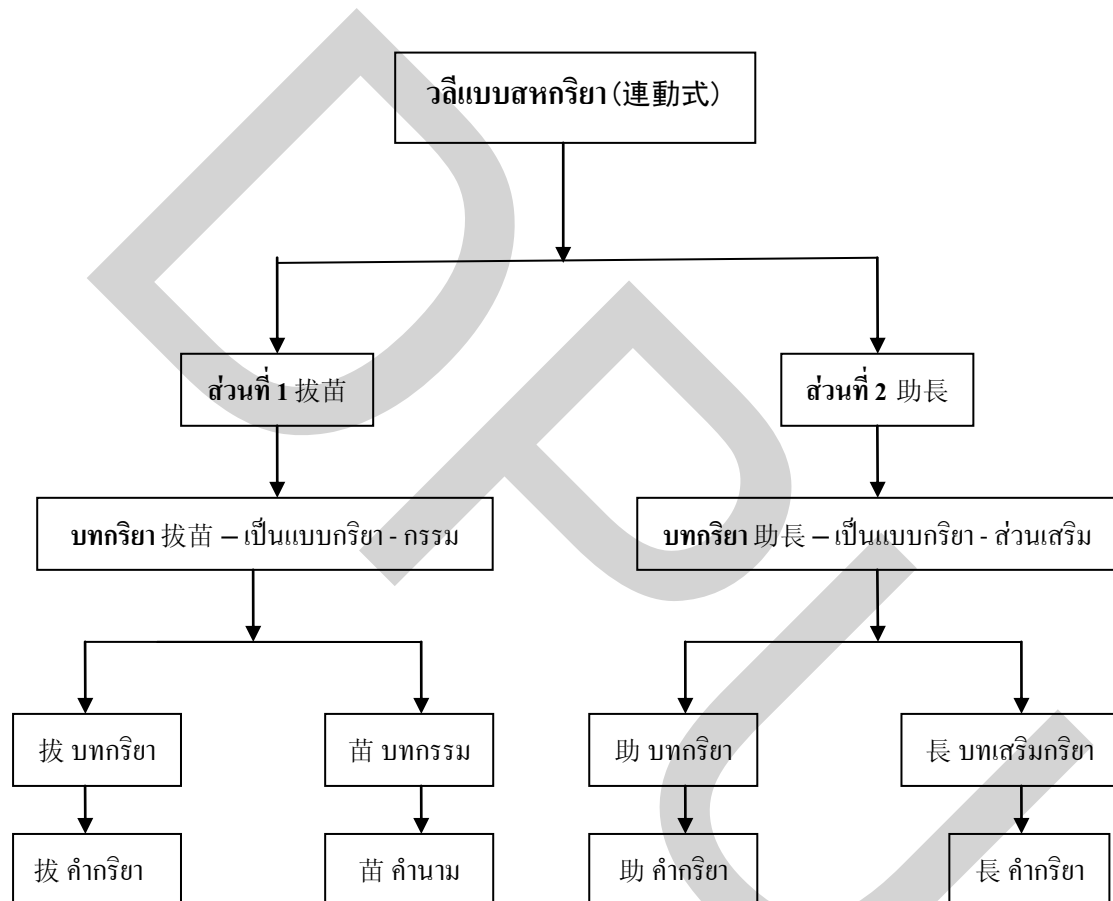 วลีแบบสหกริยา (連動式)
ส่วนที่ 1 拔苗
ส่วนที่ 2 助長
บทกริยา 拔苗 – เป็นแบบกริยา - กรรม
บทกริยา 助長 – เป็นแบบกริยา - ส่วนเสริม
拔 บทกริยา
苗 บทกรรม
助 บทกริยา
長 บทเสริมกริยา
拔 คำกริยา
苗 คำนาม
助 คำกริยา
長 คำกริยา
DPU